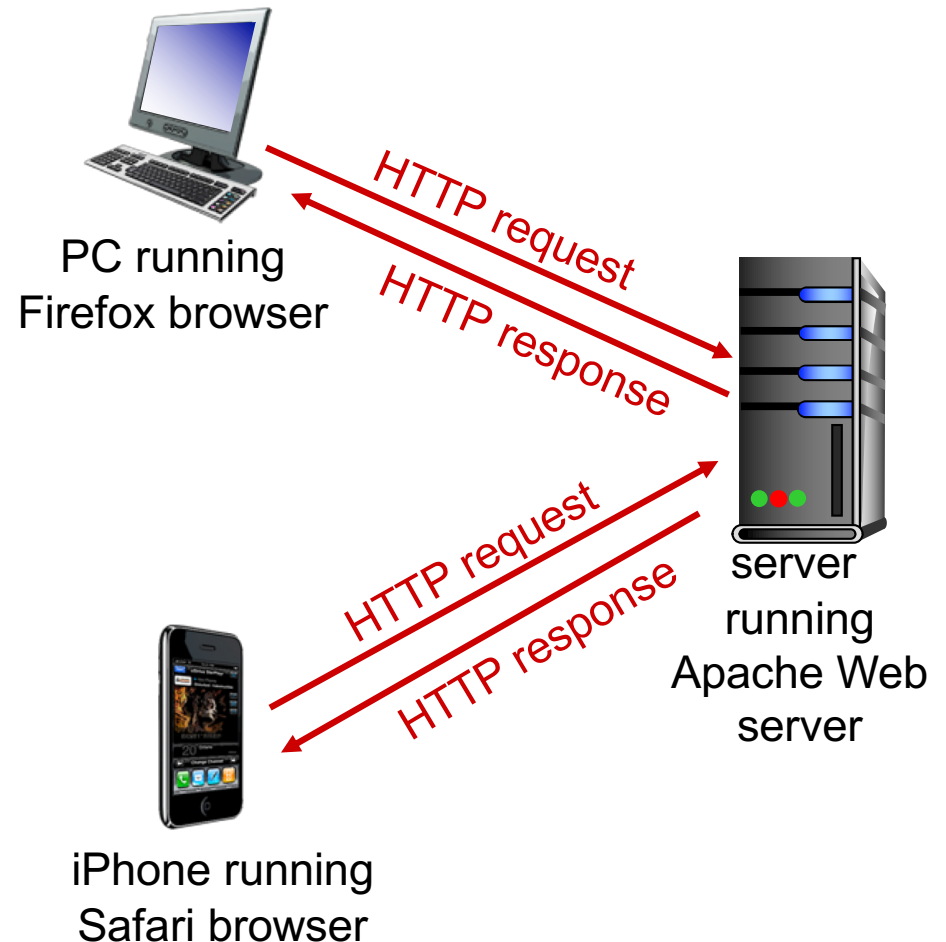 HTTP request
HTTP response
PC running
Firefox browser
HTTP request
HTTP response
server
running
Apache Web
server
iPhone running
Safari browser